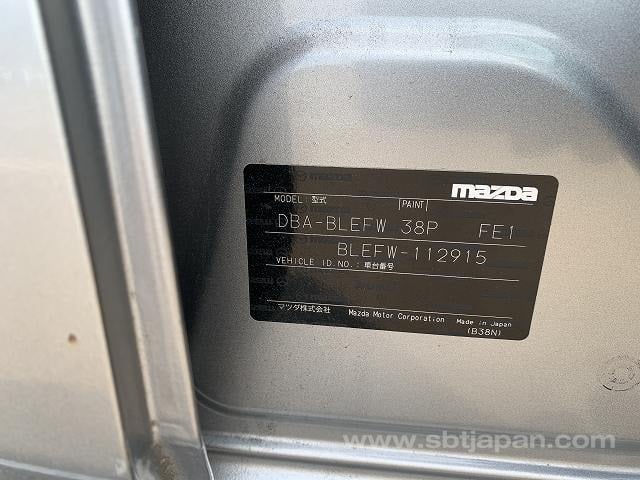 mazda
MODEL:型式 PAINT
DBA-BLEFW 38P FE1
BLEFW-112915
VEHICLE ID.NO.:車台番号
マツダ株式会社 Mazda Motor Corporation Made in Japan
(B38N)
www.sbtjapan.com